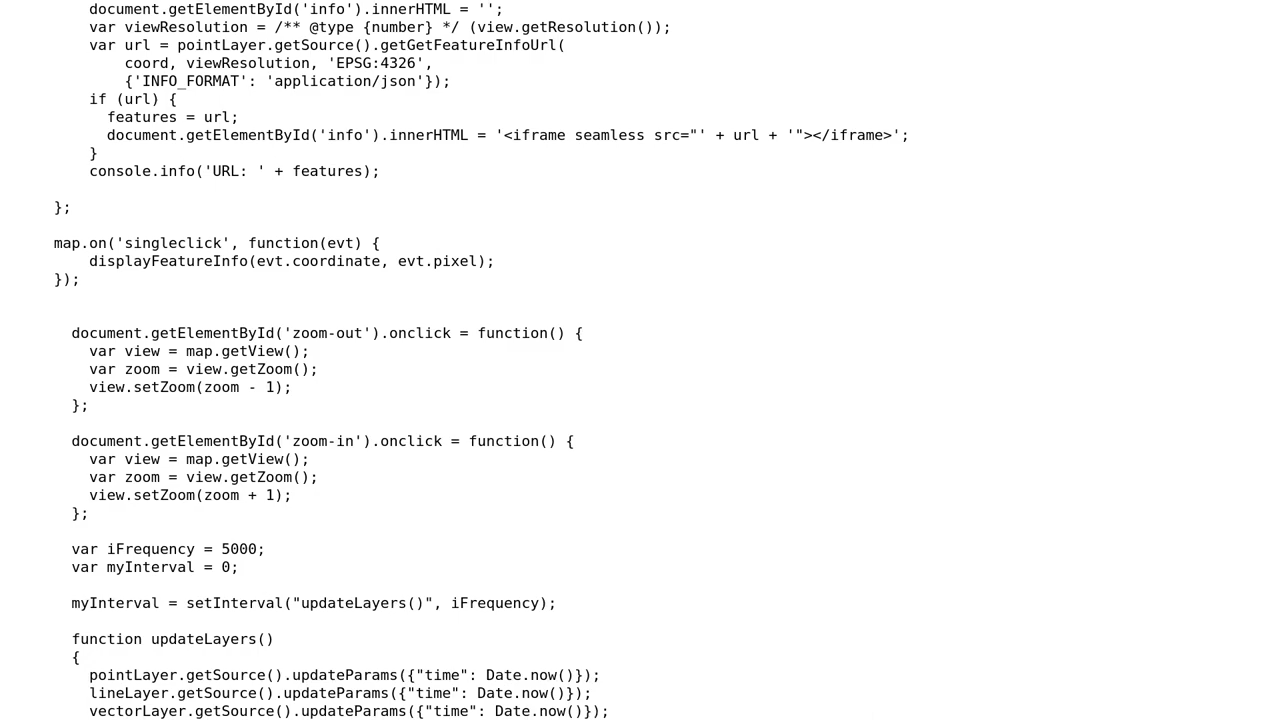 document.getElementById('info').innerHTML = '';
var viewResolution = /** @type {number} */ (view.getResolution());
var url = pointLayer.getSource().getGetFeatureInfoUrl(
coord, viewResolution, 'EPSG:4326',
{'INFO_FORMAT': 'application/json'});
if (url) {
features = url;
document.getElementById('info').innerHTML = '<iframe seamless src="' + url + '"></iframe>';
}
console.info('URL: ' + features);
};
map.on('singleclick', function(evt) {
displayFeatureInfo(evt.coordinate, evt.pixel);
});
document.getElementById('zoom-out').onclick = function() {
var view = map.getView();
var zoom = view.getZoom();
view.setZoom(zoom - 1);
};
document.getElementById('zoom-in').onclick = function() {
var view = map.getView();
var zoom = view.getZoom();
view.setZoom(zoom + 1);
};
var iFrequency = 5000;
var myInterval = 0;
myInterval = setInterval("updateLayers()", iFrequency);
function updateLayers()
{
pointLayer.getSource().updateParams({"time": Date.now()});
lineLayer.getSource().updateParams({"time": Date.now()});
vectorLayer.getSource().updateParams({"time": Date.now()});